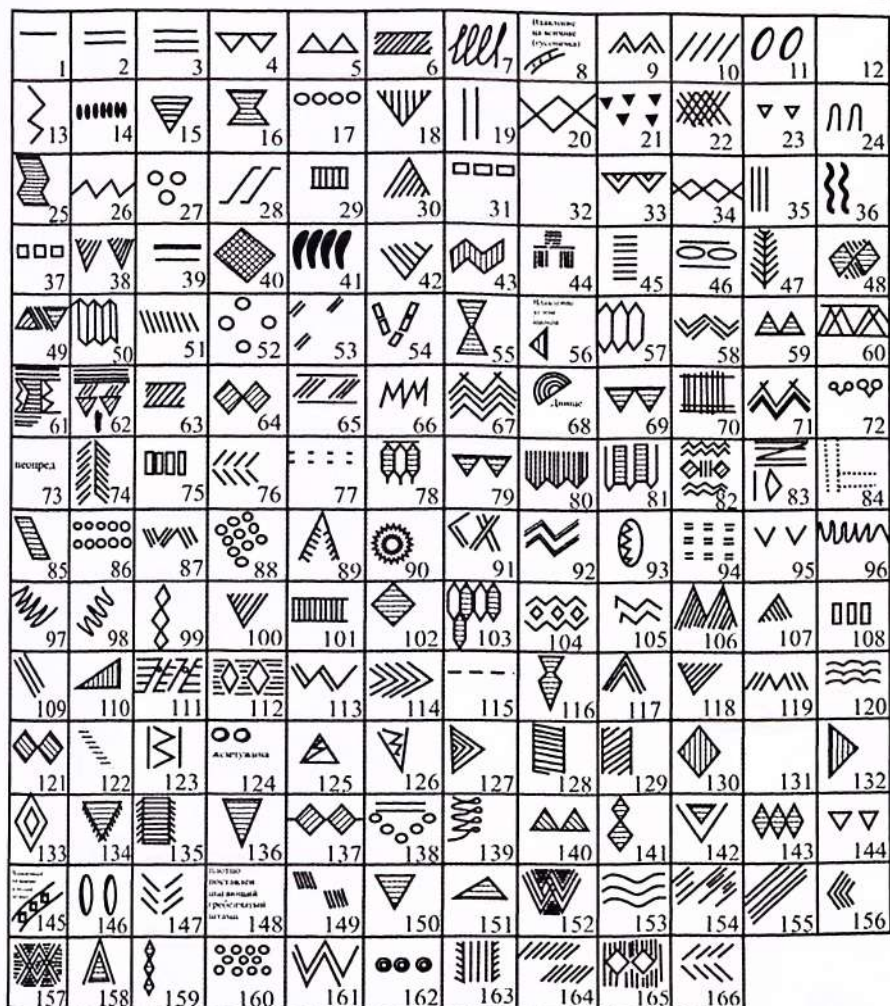 1 2 3 4 5 6 7 8 9 10 11 12
13 14 15 16 17 18 19 20 21 22 23 24
25 26 27 28 29 30 31 32 33 34 35 36
37 38 39 40 41 42 43 44 45 46 47 48
49 50 51 52 53 54 55 56 57 58 59 60
Днище
61 62 63 64 65 66 67 68 69 70 71 72
неопред
73 74 75 76 77 78 79 80 81 82 83 84
85 86 87 88 89 90 91 92 93 94 95 96
97 98 99 100 101 102 103 104 105 106 107 108
109 110 111 112 113 114 115 116 117 118 119 120
жемчужина
121 122 123 124 125 126 127 128 129 130 131 132
133 134 135 136 137 138 139 140 141 142 143 144
плотно
поставлен
шагающий
гребенчатый
штамп
145 146 147 148 149 150 151 152 153 154 155 156
157 158 159 160 161 162 163 164 165 166